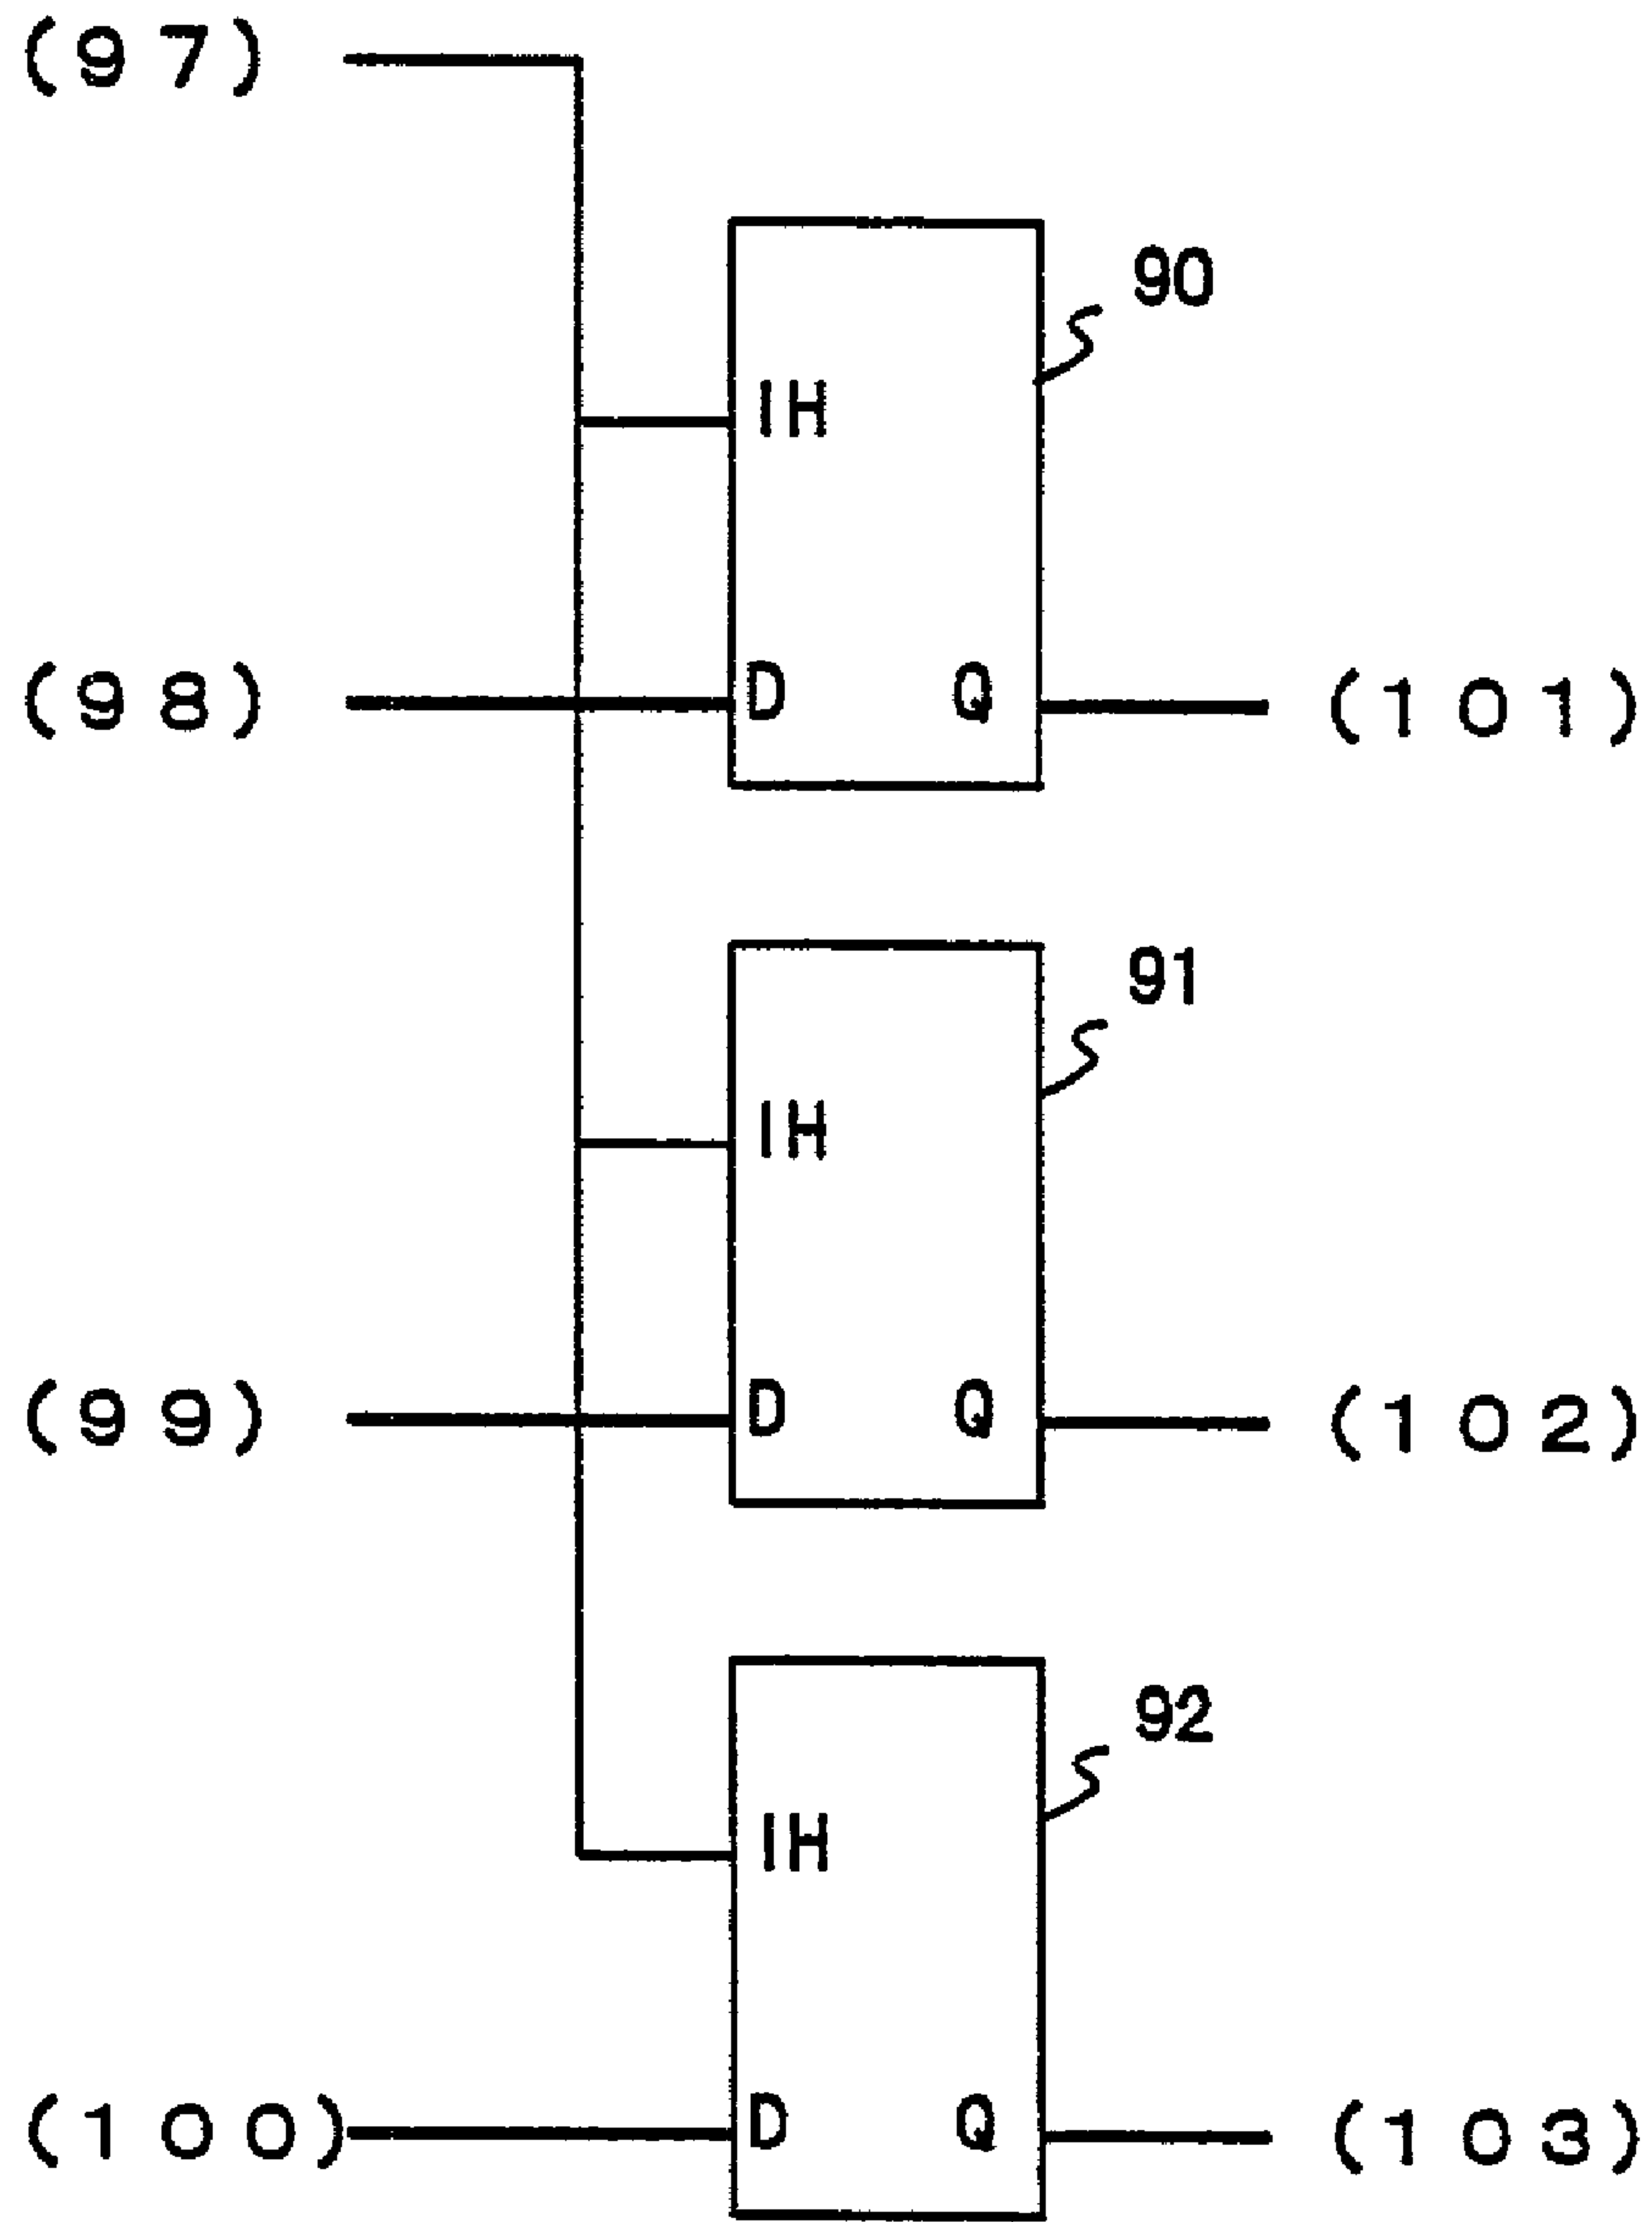 (97)
90
IH
(98)
D
Q
(101)
91
IH
(99)
D
Q
(102)
92
IH
(100)
D
Q
(103)